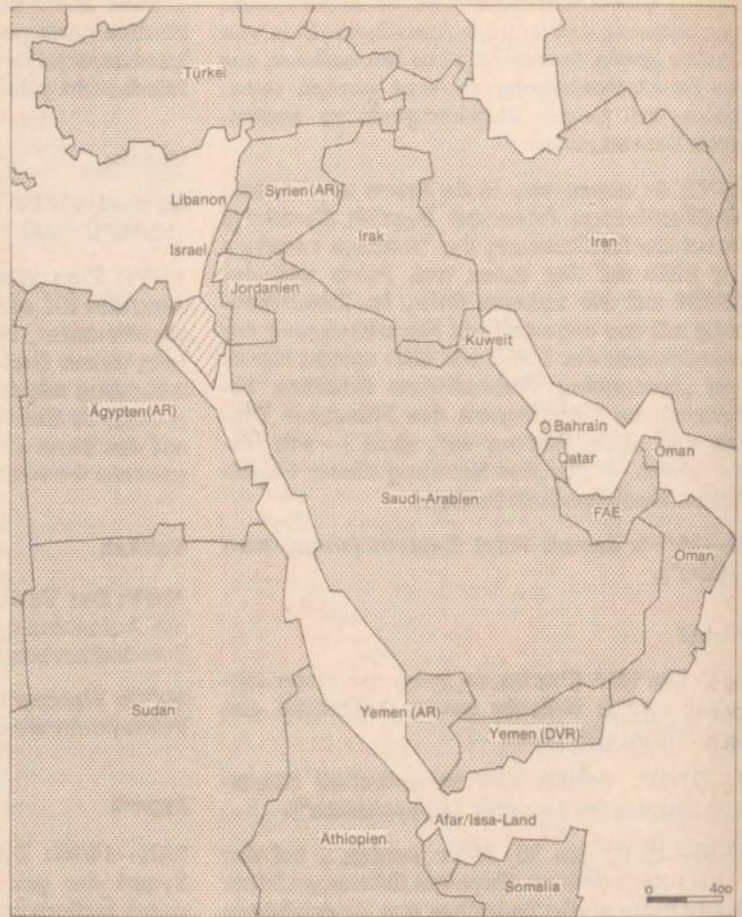 Türkei
Libanon
Syrien (AR)
Israel
Irak
Iran
Jordanien
Kuweit
Ägypten (AR)
Bahrain
Qatar
Oman
Saudi-Arabien
FAE
Oman
Sudan
Yemen (AR)
Yemen (DVR)
Afar/Issa-Land
Äthiopien
Somalia
0 400